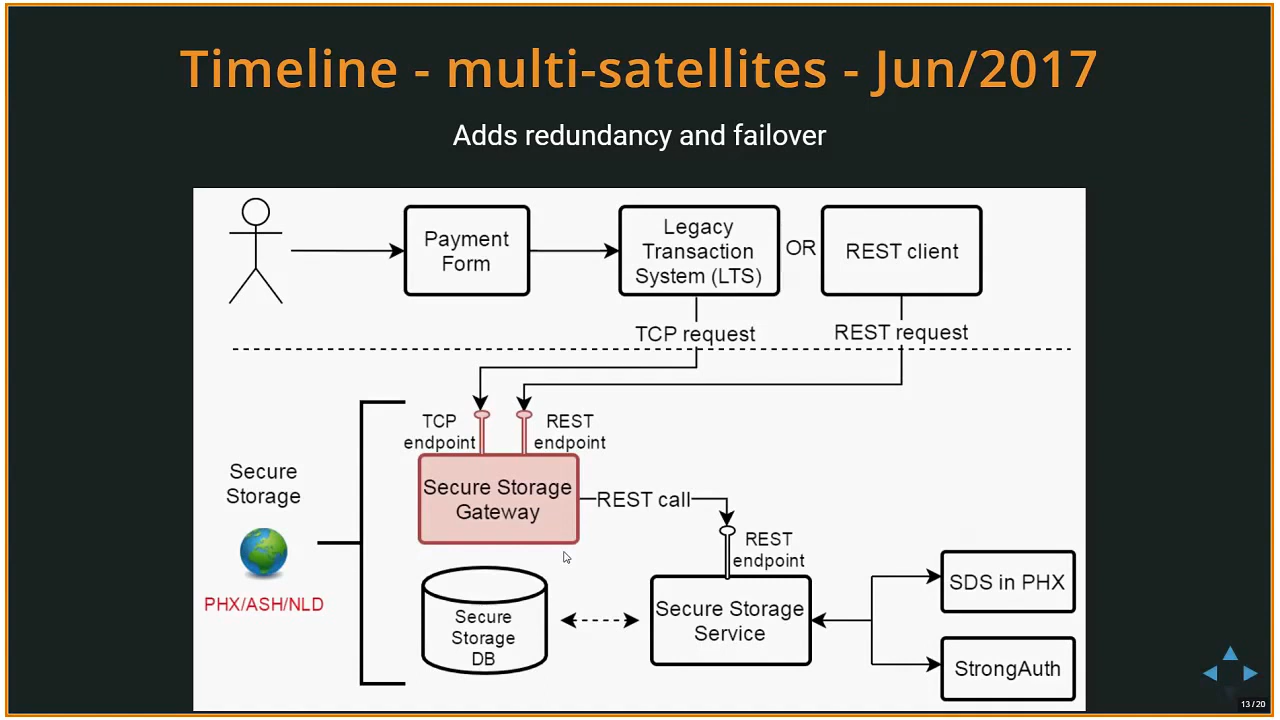 Timeline - multi-satellites - Jun/2017
Adds redundancy and failover
Payment
Form
Legacy
Transaction
System (LTS)
OR
REST client
TCP request
REST request
TCP
endpoint
REST
endpoint
Secure
Storage
PHX/ASH/NLD
Secure Storage
Gateway
REST call
REST
endpoint
Secure
Storage
DB
Secure Storage
Service
SDS in PHX
StrongAuth
13 / 20